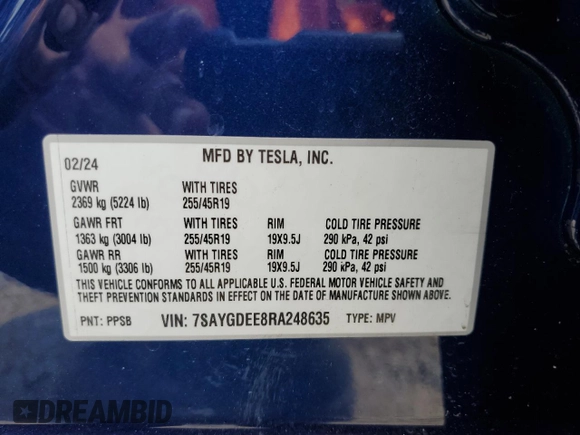 02/24 MFD BY TESLA, INC.
GVWR WITH TIRES
2369 kg (5224 lb) 255/45R19
GAWR FRT WITH TIRES RIM COLD TIRE PRESSURE
1363 kg (3004 lb) 255/45R19 19X9.5J 290 kPa, 42 psi
GAWR RR WITH TIRES RIM COLD TIRE PRESSURE
1500 kg (3306 lb) 255/45R19 19X9.5J 290 kPa, 42 psi
THIS VEHICLE CONFORMS TO ALL APPLICABLE U.S. FEDERAL MOTOR VEHICLE SAFETY AND
THEFT PREVENTION STANDARDS IN EFFECT ON THE DATE OF MANUFACTURE SHOWN ABOVE.
PNT: PPSB VIN: 7SAYGDEE8RA248635 TYPE: MPV
DREAMBID